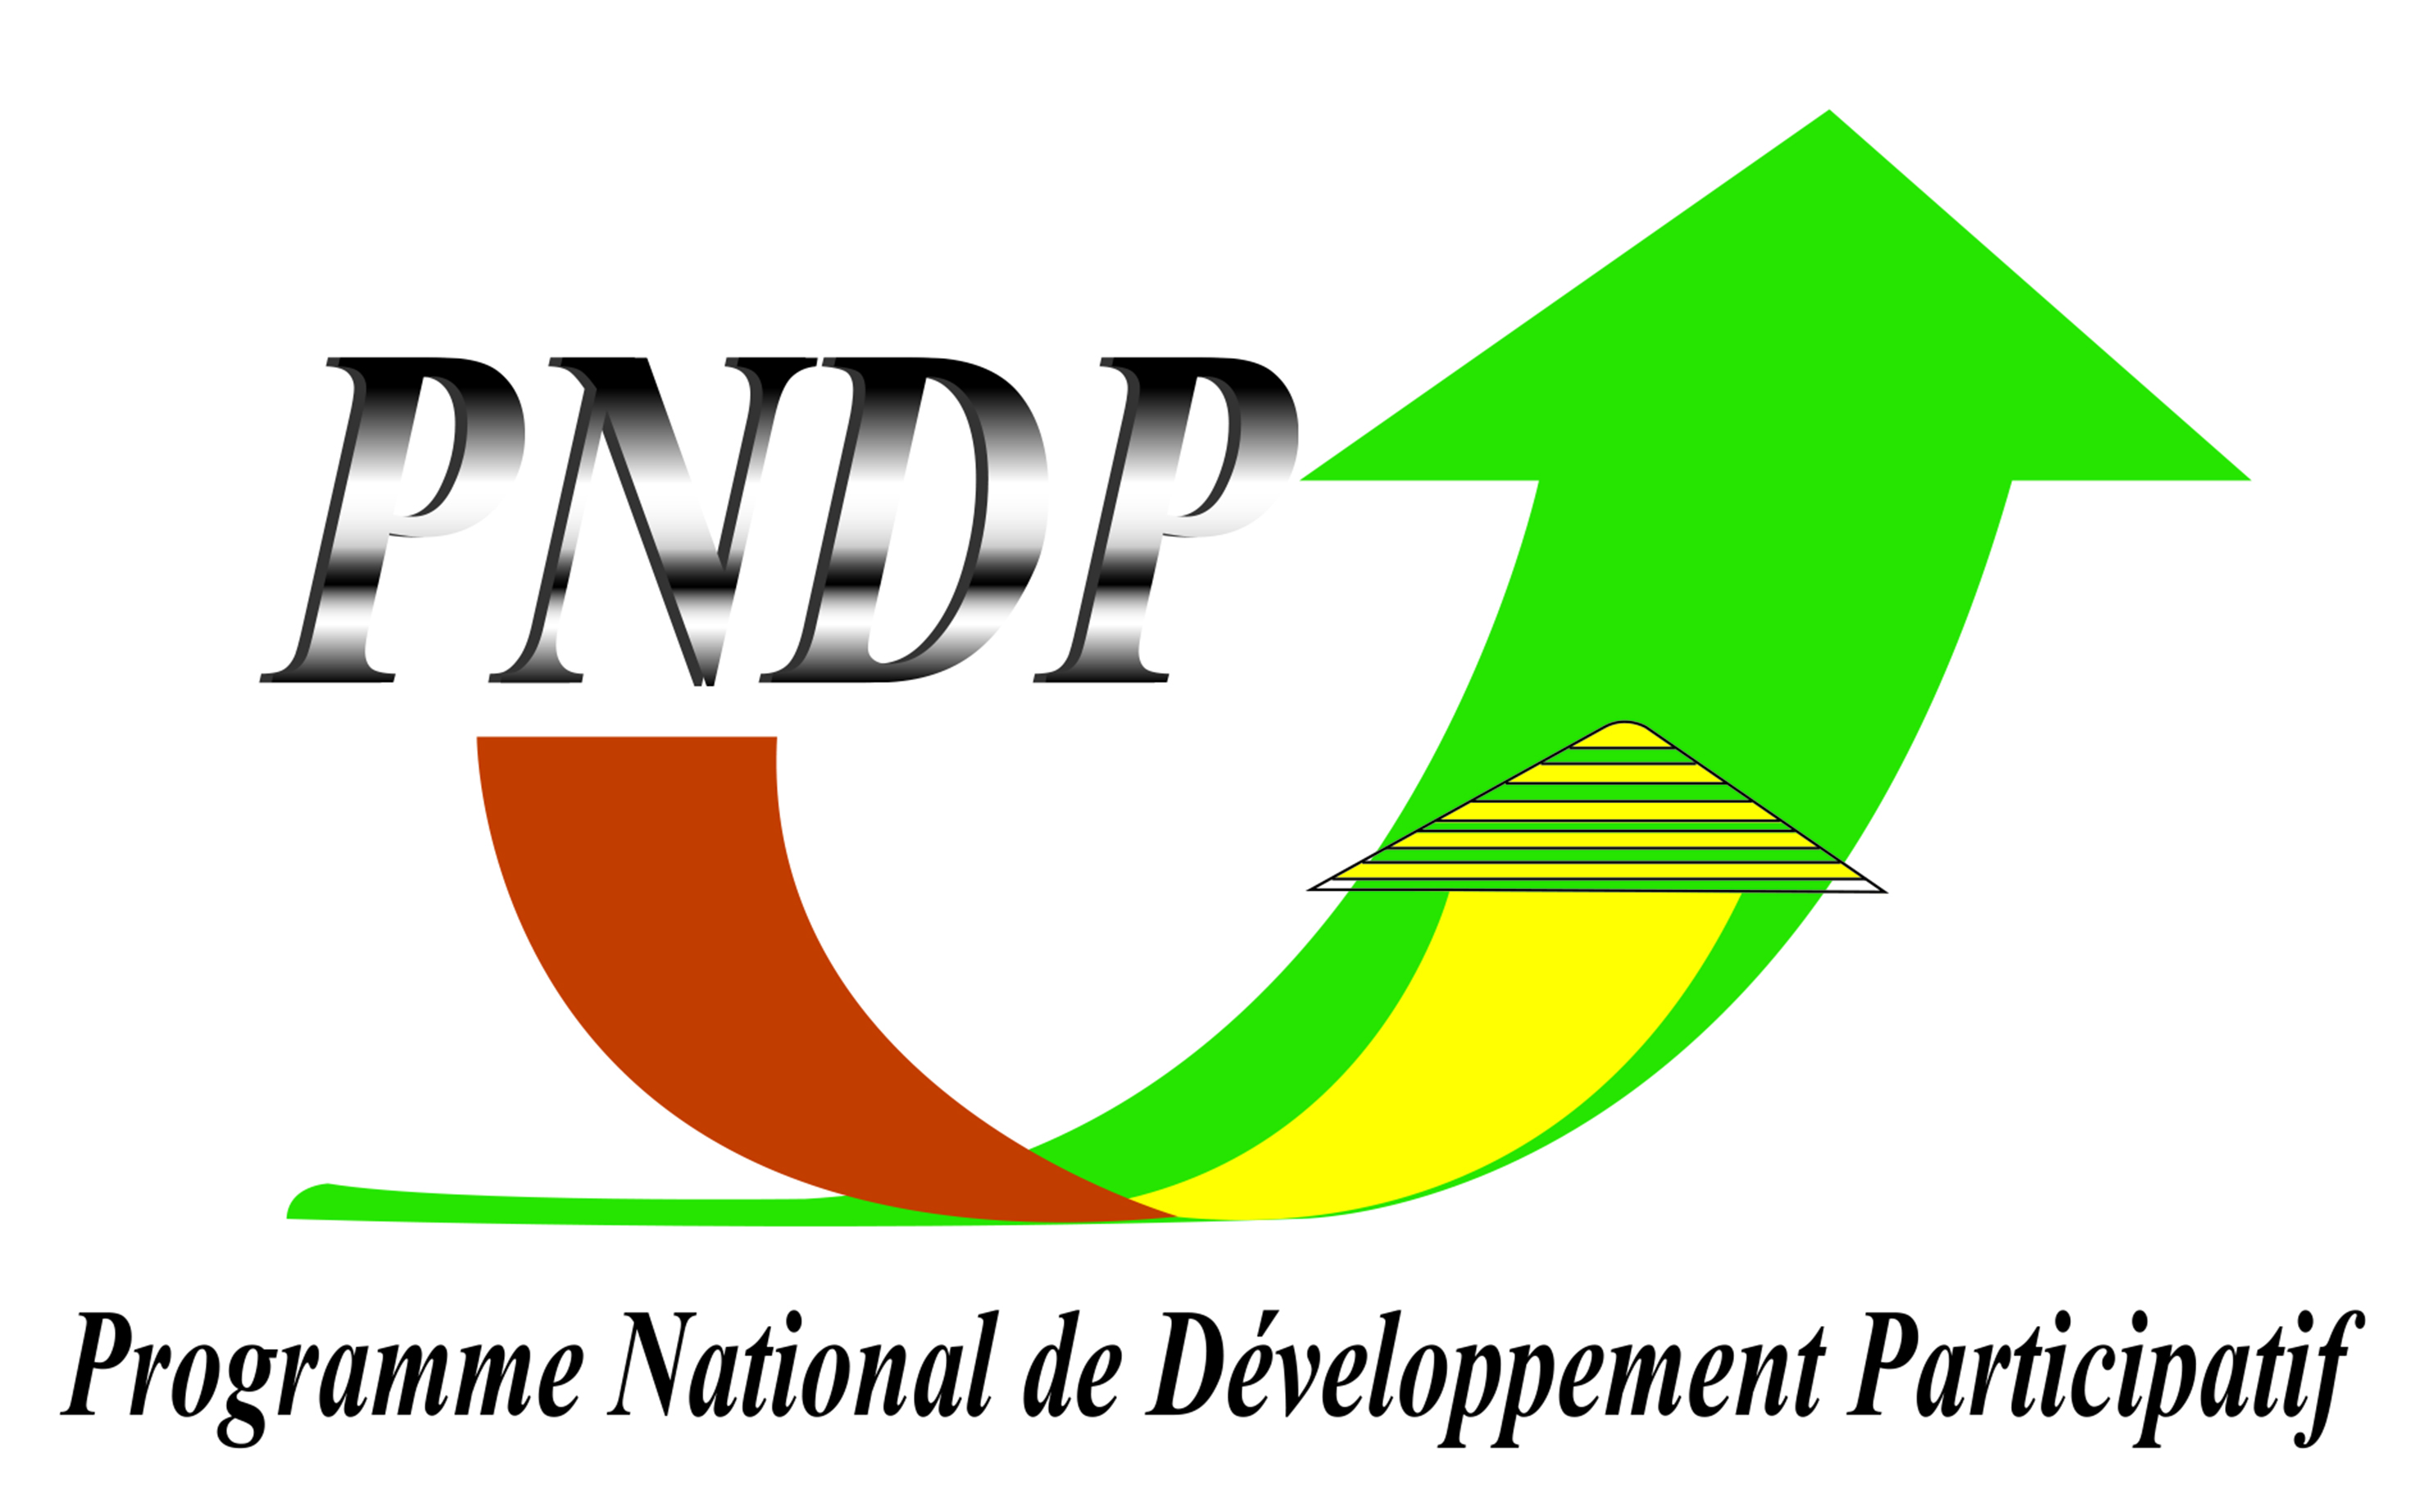 PNDP
Programme National de Développement Participatif